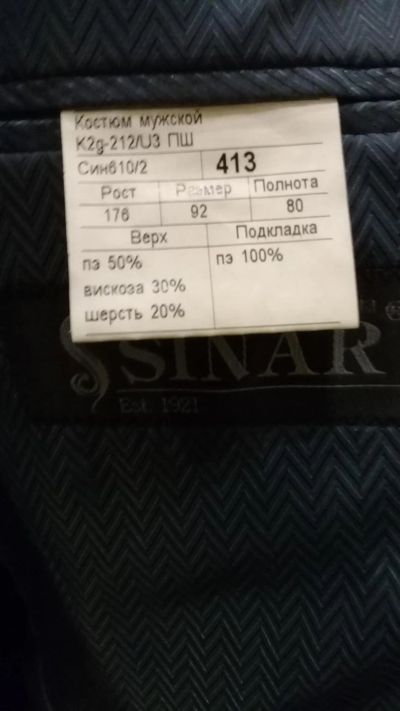 Костюм мужской
K2g-212/U3 ПШ
Син610/2 413
Рост Размер Полнота
176 92 80
Верх Подкладка
пэ 50% пэ 100%
вискоза 30%
шерсть 20%
SINAR
Est. 1921